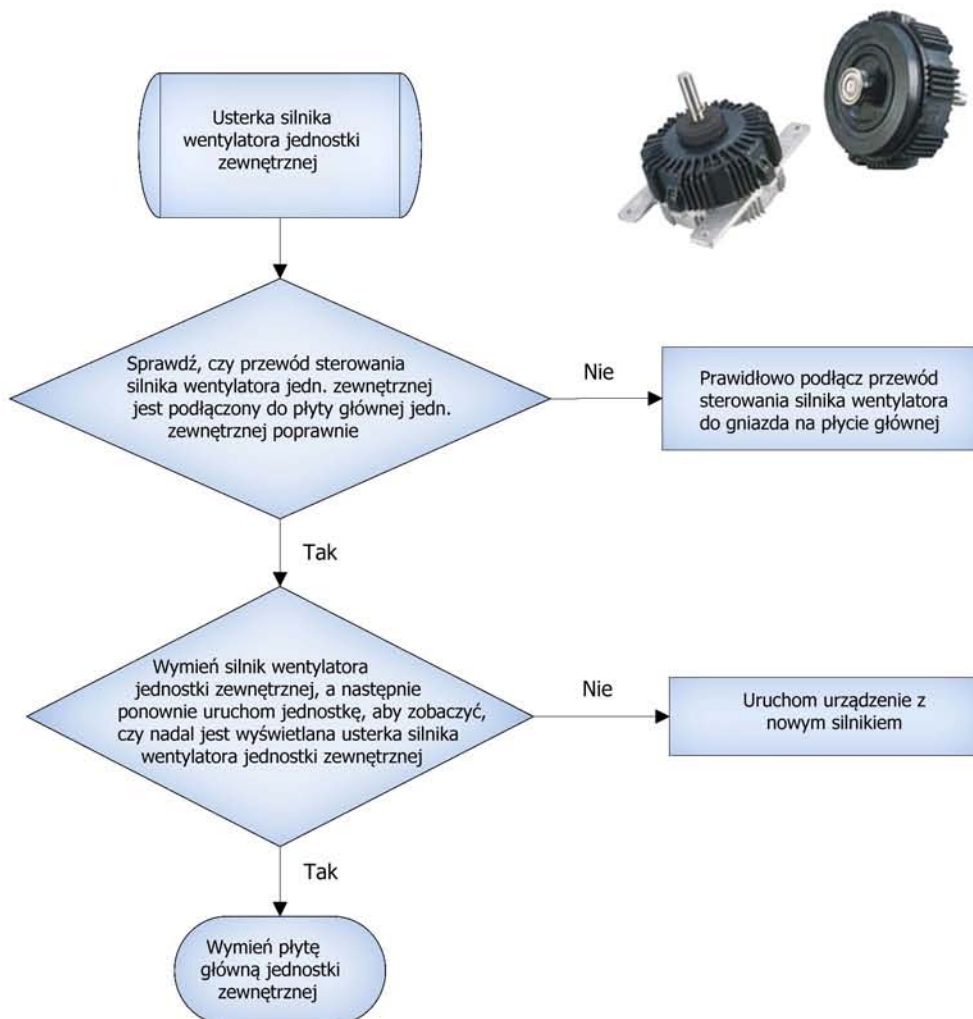 Usterka silnika
wentylatora jednostki
zewnętrznej
Sprawdź, czy przewód sterowania
silnika wentylatora jedn. zewnętrznej
jest podłączony do płyty głównej jedn.
zewnętrznej poprawnie
Nie
Prawidłowo podłącz przewód
sterowania silnika wentylatora
do gniazda na płycie głównej
Tak
Wymień silnik wentylatora
jednostki zewnętrznej, a następnie
ponownie uruchom jednostkę, aby zobaczyć,
czy nadal jest wyświetlana usterka silnika
wentylatora jednostki zewnętrznej
Nie
Uruchom urządzenie z
nowym silnikiem
Tak
Wymień płytę
główną jednostki
zewnętrznej